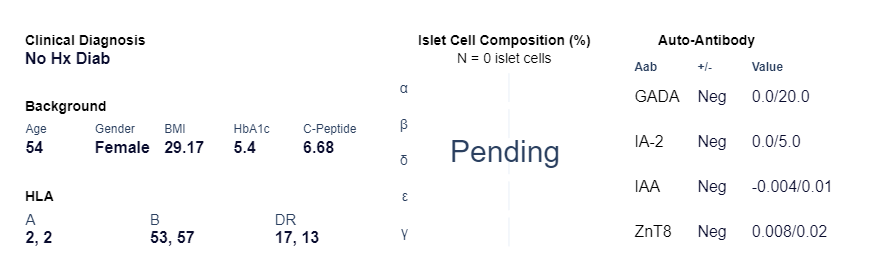 Clinical Diagnosis
No Hx Diab
Background
Age Gender BMI HbA1c C-Peptide
54 Female 29.17 5.4 6.68
HLA
A B DR
2, 2 53, 57 17, 13
Islet Cell Composition (%)
N = 0 islet cells
α
β
δ
ε
γ
Pending
Auto-Antibody
Aab +/- Value
GADA Neg 0.0/20.0
IA-2 Neg 0.0/5.0
IAA Neg -0.004/0.01
ZnT8 Neg 0.008/0.02